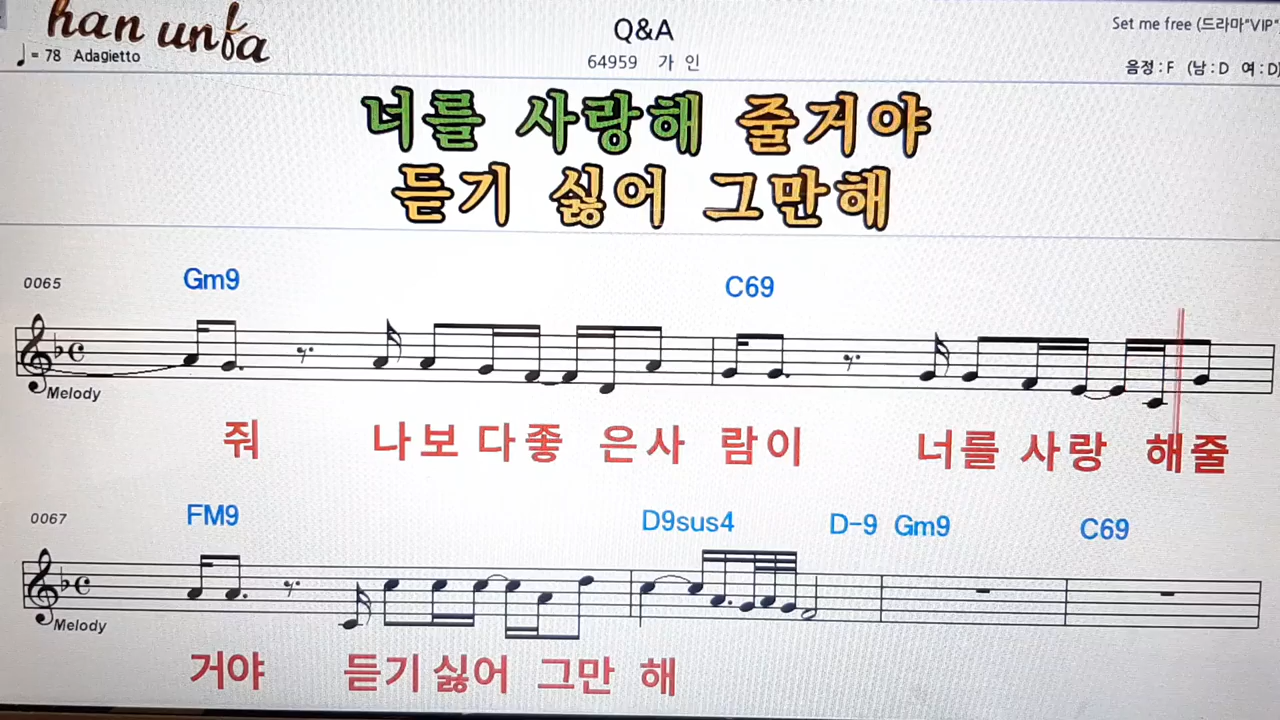 han unfa
Q&A
Set me free (드라마"VIP"
♩= 78 Adagietto
64959 가 인
음정 : F (남 : D 여 : D)
너를 사랑해 줄거야
듣기 싫어 그만해
0065 Gm9 C69
Melody
줘 나보 다좋 은사 람이 너를 사랑 해줄
0067 FM9 D9sus4 D-9 Gm9 C69
Melody
거야 듣기 싫어 그만 해